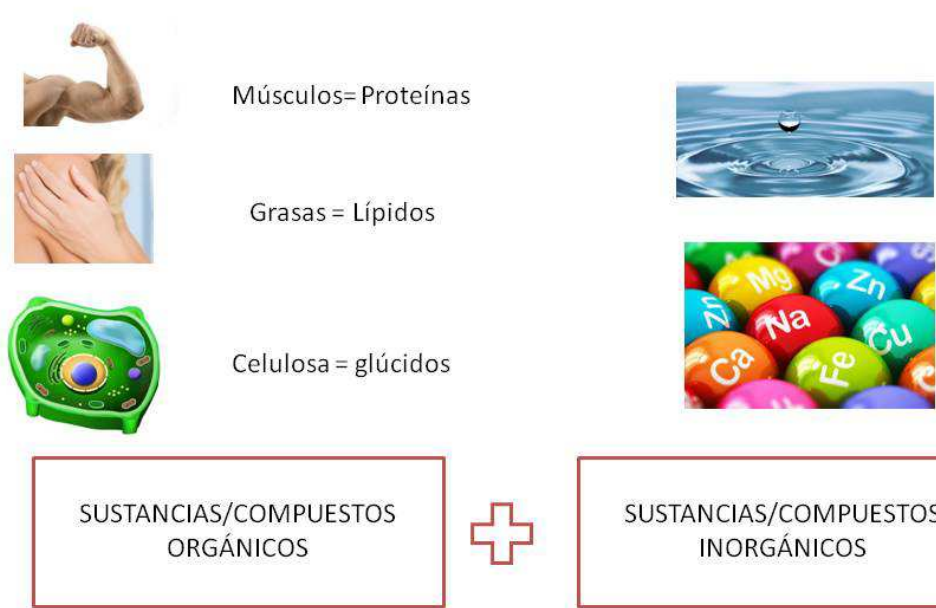 Músculos= Proteínas
Grasas = Lípidos
Celulosa = glúcidos
Mg
Zn
Zn
Na
Cu
Ca
Fe
SUSTANCIAS/COMPUESTOS
ORGÁNICOS
SUSTANCIAS/COMPUESTOS
INORGÁNICOS